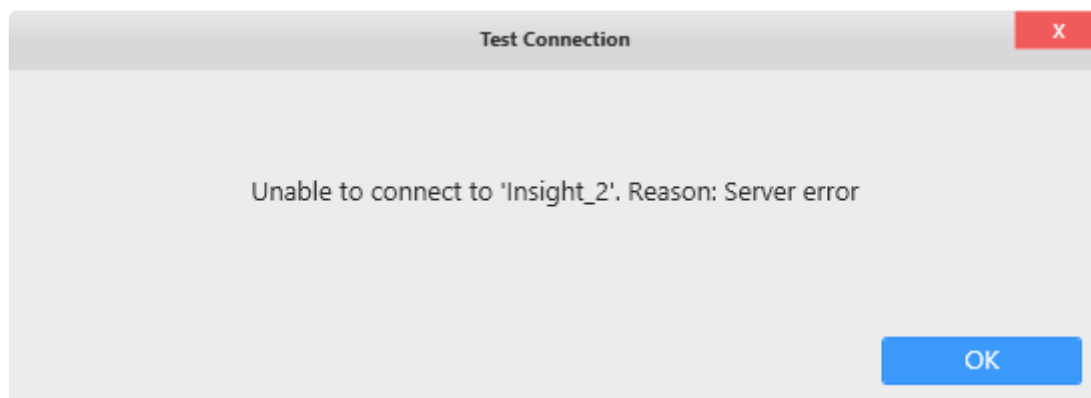 Test Connection
X
Unable to connect to 'Insight_2'. Reason: Server error
OK